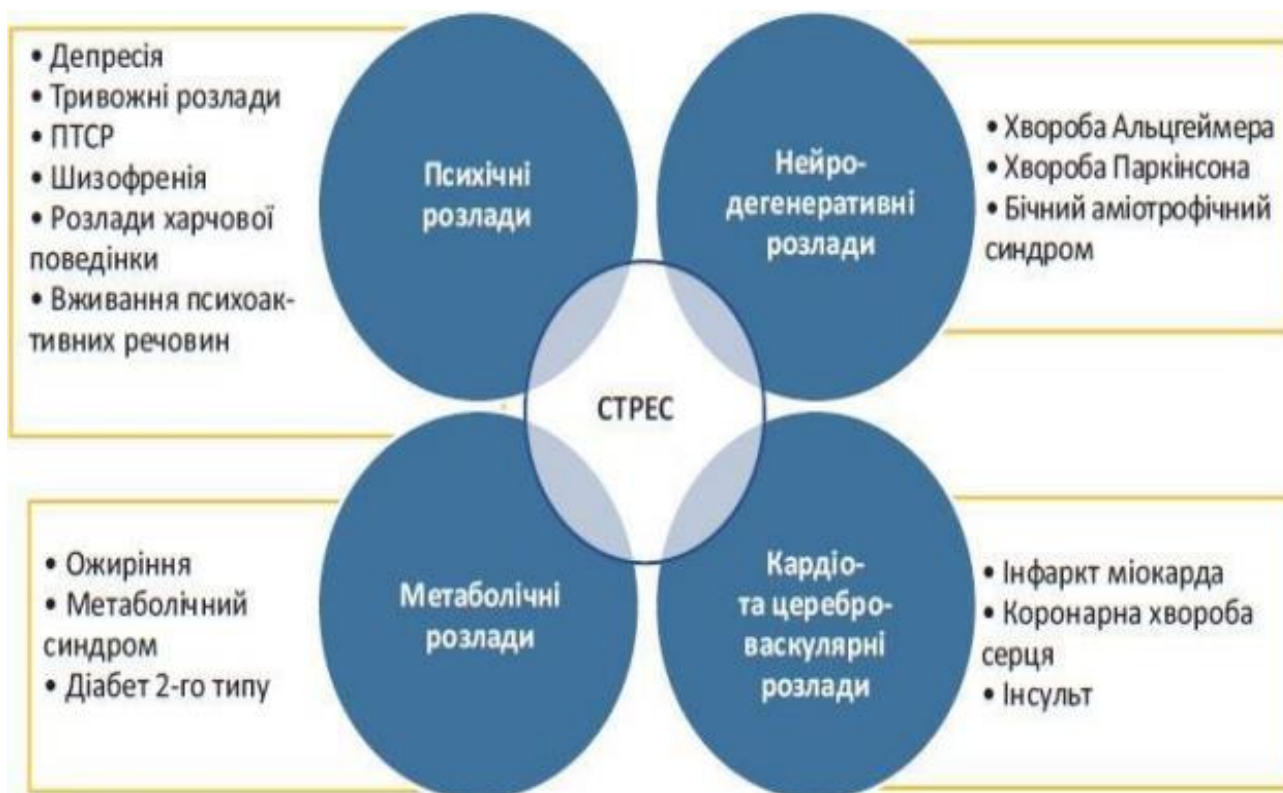 • Депресія
• Тривожні розлади
• ПТСР
• Шизофренія
• Розлади харчової
поведінки
• Вживання психоак-
тивних речовин
Психічні
розлади
Нейро-
дегенеративні
розлади
• Хвороба Альцгеймера
• Хвороба Паркінсона
• Бічний аміотрофічний
синдром
СТРЕС
• Ожиріння
• Метаболічний
синдром
• Діабет 2-го типу
Метаболічні
розлади
Кардіо-
та церебро-
васкулярні
розлади
• Інфаркт міокарда
• Коронарна хвороба
серця
• Інсульт